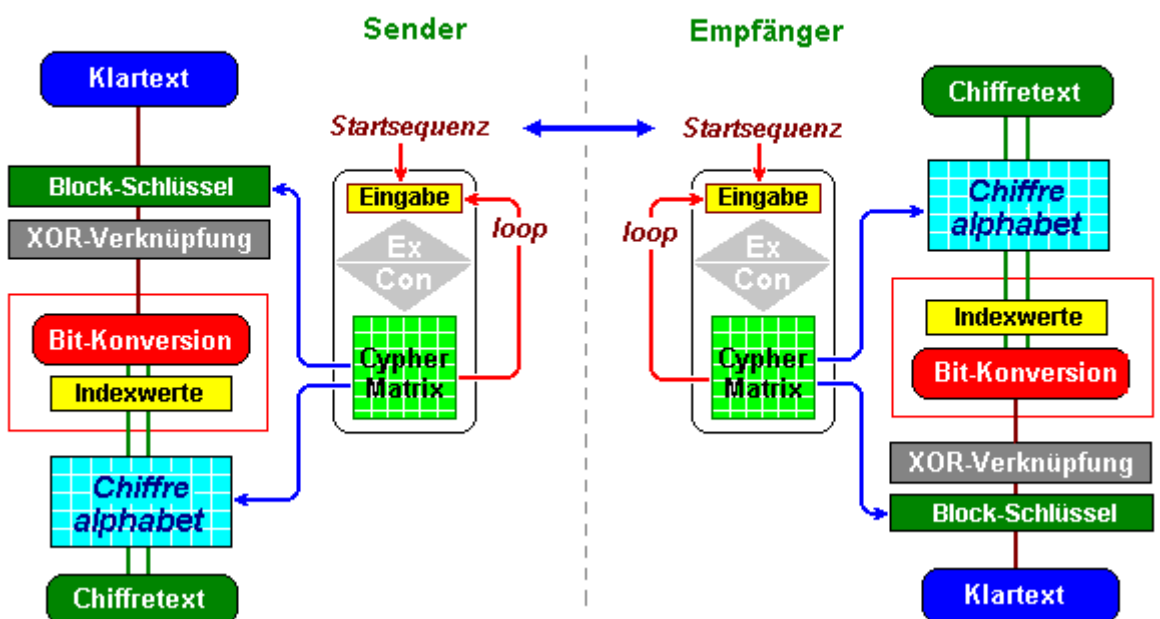 Sender
Empfänger
Klartext
Block-Schlüssel
XOR-Verknüpfung
Bit-Konversion
Indexwerte
Chiffre
alphabet
Chiffretext
Startsequenz
Eingabe
loop
Ex
Con
Cypher
Matrix
Startsequenz
Eingabe
loop
Ex
Con
Cypher
Matrix
Chiffretext
Chiffre
alphabet
Indexwerte
Bit-Konversion
XOR-Verknüpfung
Block-Schlüssel
Klartext